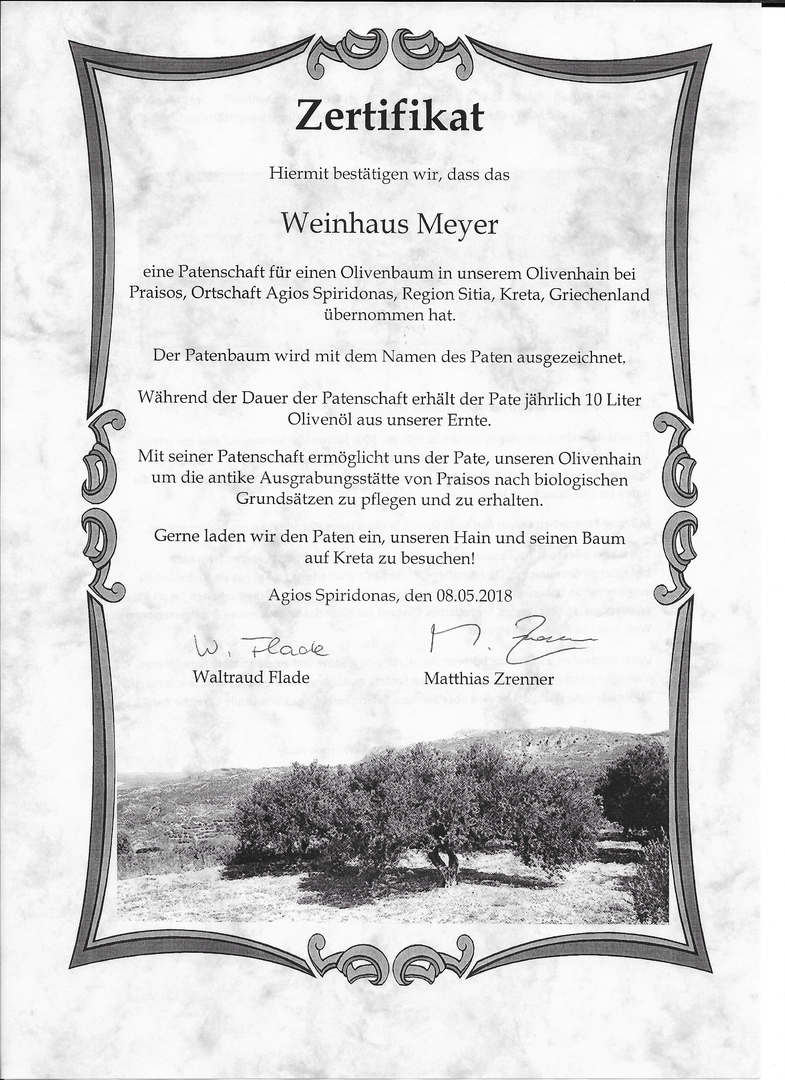 Zertifikat
Hiermit bestätigen wir, dass das
Weinhaus Meyer
eine Patenschaft für einen Olivenbaum in unserem Olivenhain bei
Praisos, Ortschaft Agios Spiridonas, Region Sitia, Kreta, Griechenland
übernommen hat.
Der Patenbaum wird mit dem Namen des Paten ausgezeichnet.
Während der Dauer der Patenschaft erhält der Pate jährlich 10 Liter
Olivenöl aus unserer Ernte.
Mit seiner Patenschaft ermöglicht uns der Pate, unseren Olivenhain
um die antike Ausgrabungsstätte von Praisos nach biologischen
Grundsätzen zu pflegen und zu erhalten.
Gerne laden wir den Paten ein, unseren Hain und seinen Baum
auf Kreta zu besuchen!
Agios Spiridonas, den 08.05.2018
W. Flade
M. Zrenner
Waltraud Flade
Matthias Zrenner